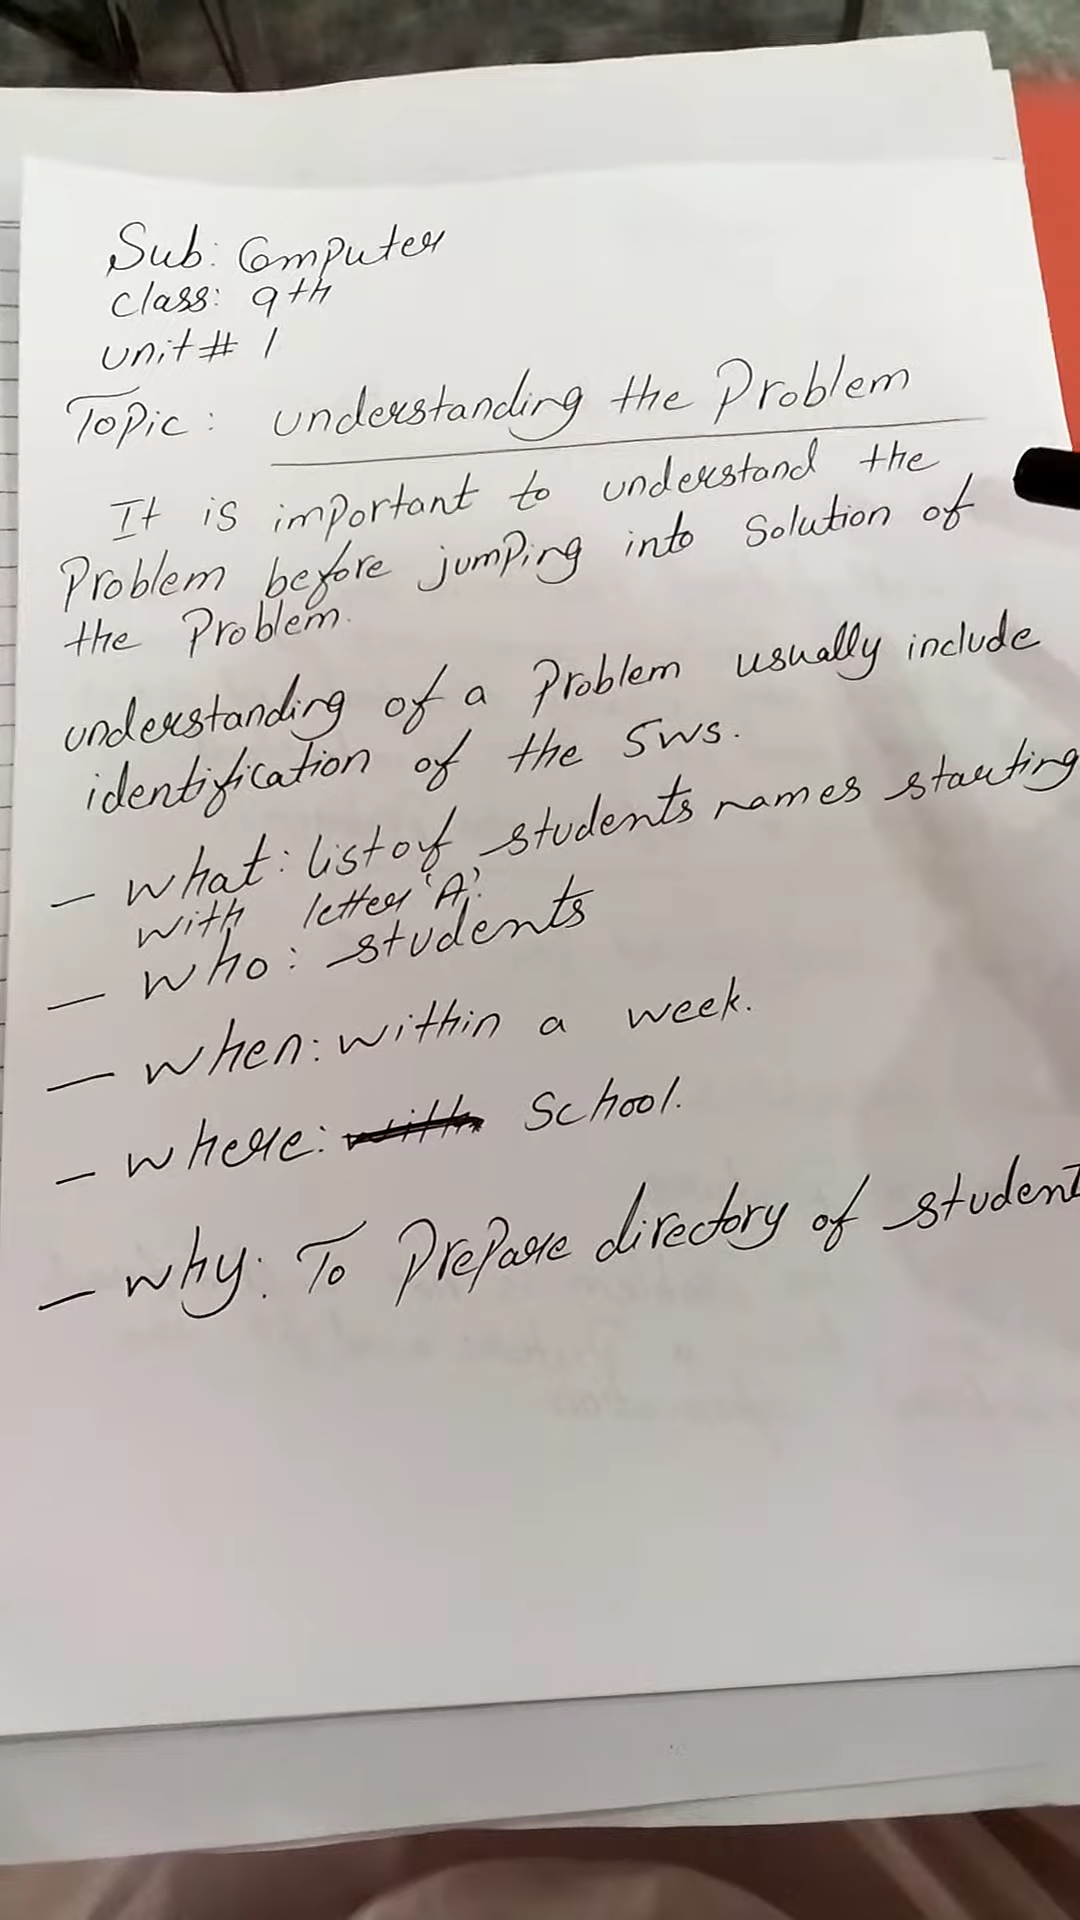 Sub: Computer
class: 9th
unit # 1
Topic: understanding the Problem
It is important to understand the
Problem before jumping into Solution of
the Problem.
understanding of a Problem usually include
identification of the 5ws.
- what: list of students names starting
with letter 'A'.
- who: students
- when: within a week.
- where: with School.
- why: To Prepare directory of student